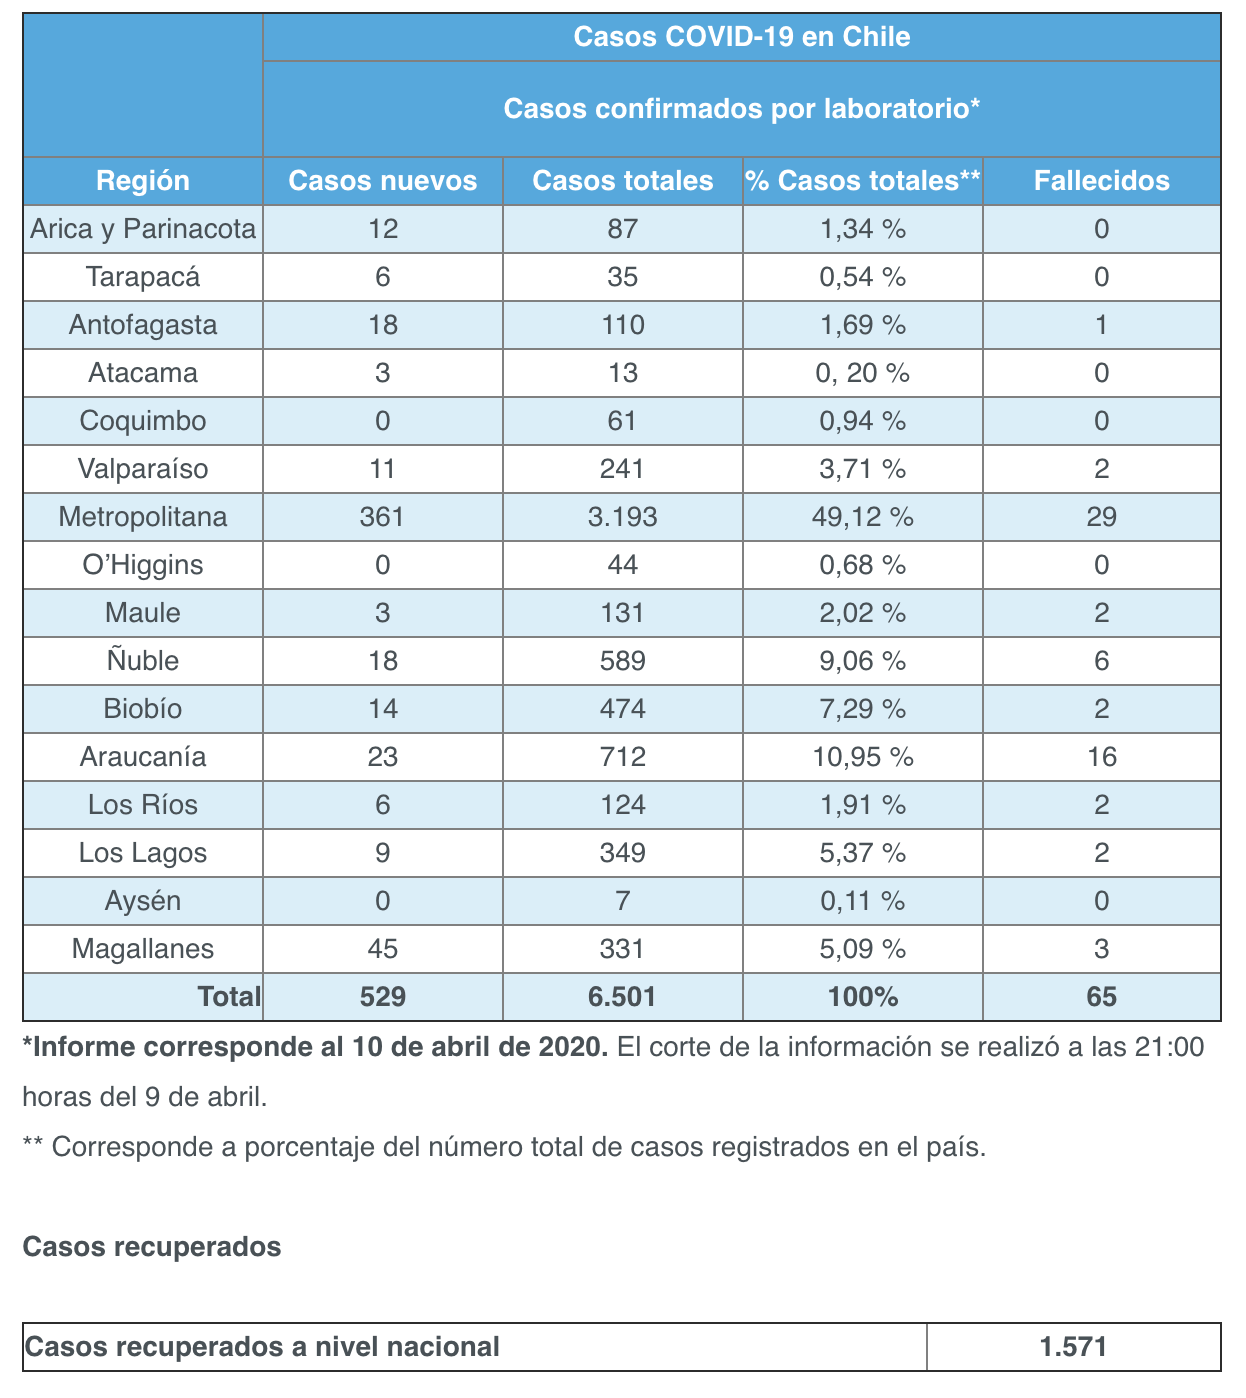 Casos COVID-19 en Chile
Casos confirmados por laboratorio*
Región Casos nuevos Casos totales % Casos totales** Fallecidos
Arica y Parinacota 12 87 1,34 % 0
Tarapacá 6 35 0,54 % 0
Antofagasta 18 110 1,69 % 1
Atacama 3 13 0, 20 % 0
Coquimbo 0 61 0,94 % 0
Valparaíso 11 241 3,71 % 2
Metropolitana 361 3.193 49,12 % 29
O’Higgins 0 44 0,68 % 0
Maule 3 131 2,02 % 2
Ñuble 18 589 9,06 % 6
Biobío 14 474 7,29 % 2
Araucanía 23 712 10,95 % 16
Los Ríos 6 124 1,91 % 2
Los Lagos 9 349 5,37 % 2
Aysén 0 7 0,11 % 0
Magallanes 45 331 5,09 % 3
Total 529 6.501 100% 65
*Informe corresponde al 10 de abril de 2020. El corte de la información se realizó a las 21:00
horas del 9 de abril.
** Corresponde a porcentaje del número total de casos registrados en el país.
Casos recuperados
Casos recuperados a nivel nacional 1.571